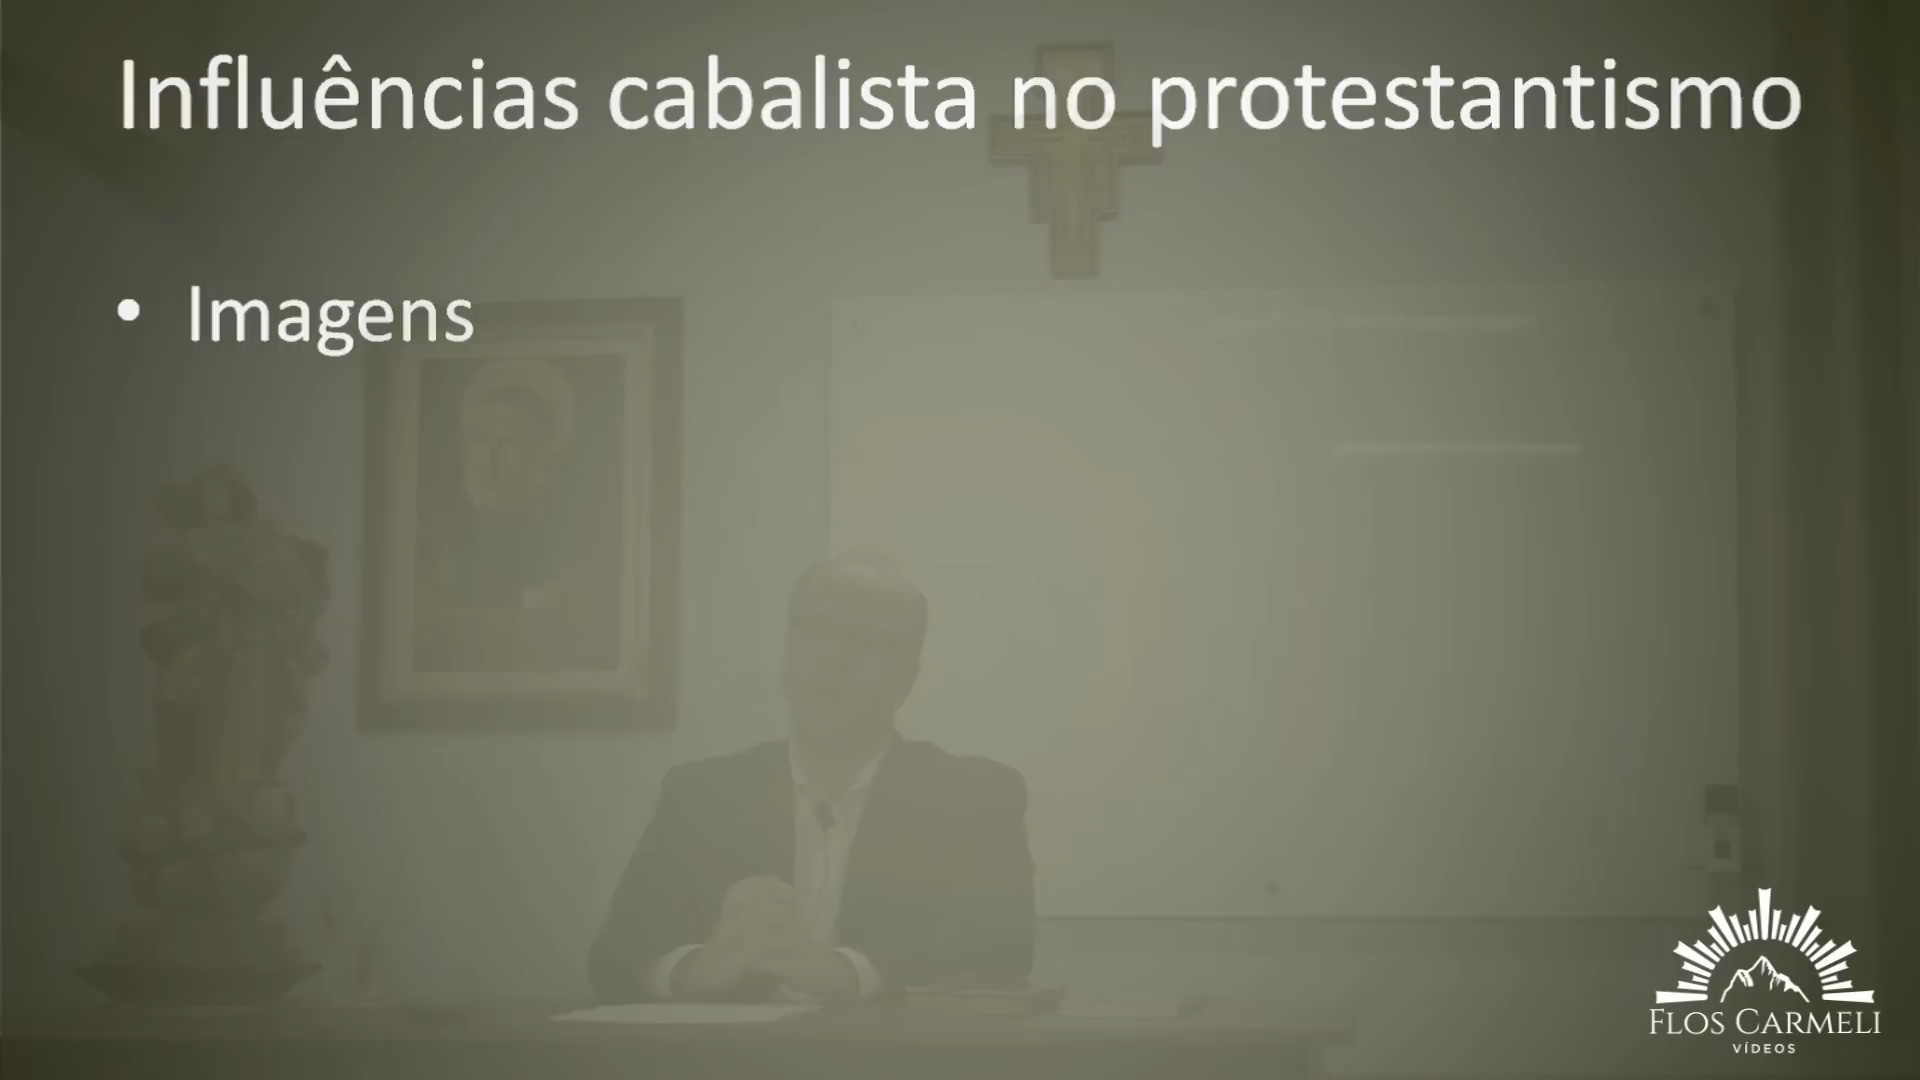 Influências cabalista no protestantismo
• Imagens
FLOS CARMELI
VÍDEOS